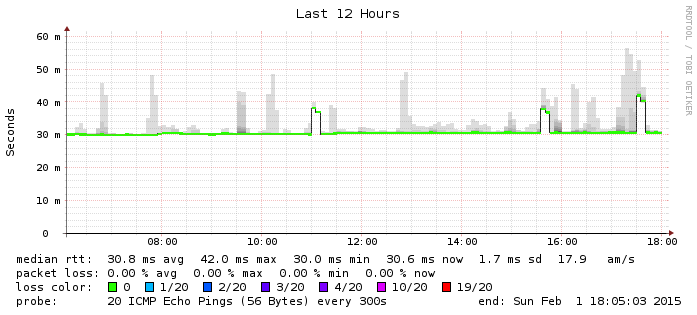 Last 12 Hours
RRDTOOL / TOBI OETIKER
Seconds
60 m
50 m
40 m
30 m
20 m
10 m
0
08:00 10:00 12:00 14:00 16:00 18:00
median rtt: 30.8 ms avg 42.0 ms max 30.0 ms min 30.6 ms now 1.7 ms sd 17.9 am/s
packet loss: 0.00 % avg 0.00 % max 0.00 % min 0.00 % now
loss color: 0 1/20 2/20 3/20 4/20 10/20 19/20
probe: 20 ICMP Echo Pings (56 Bytes) every 300s end: Sun Feb 1 18:05:03 2015